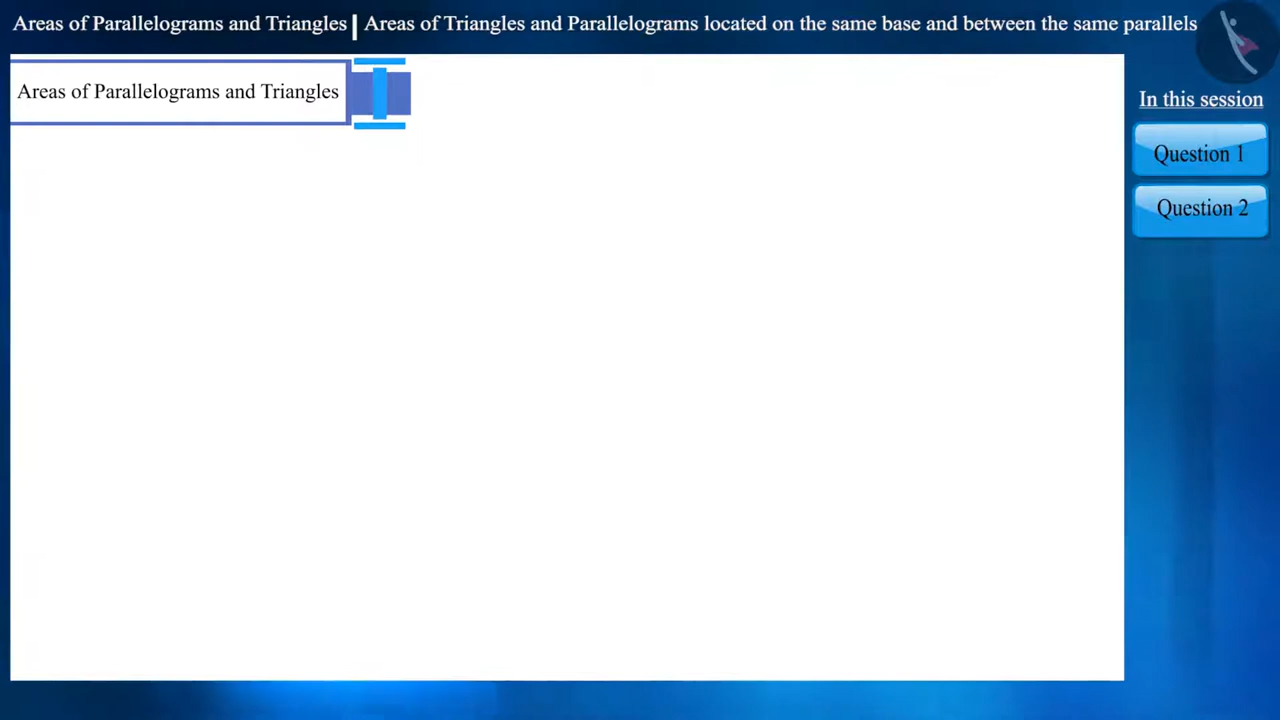 Areas of Parallelograms and Triangles | Areas of Triangles and Parallelograms located on the same base and between the same parallels
Areas of Parallelograms and Triangles
In this session
Question 1
Question 2